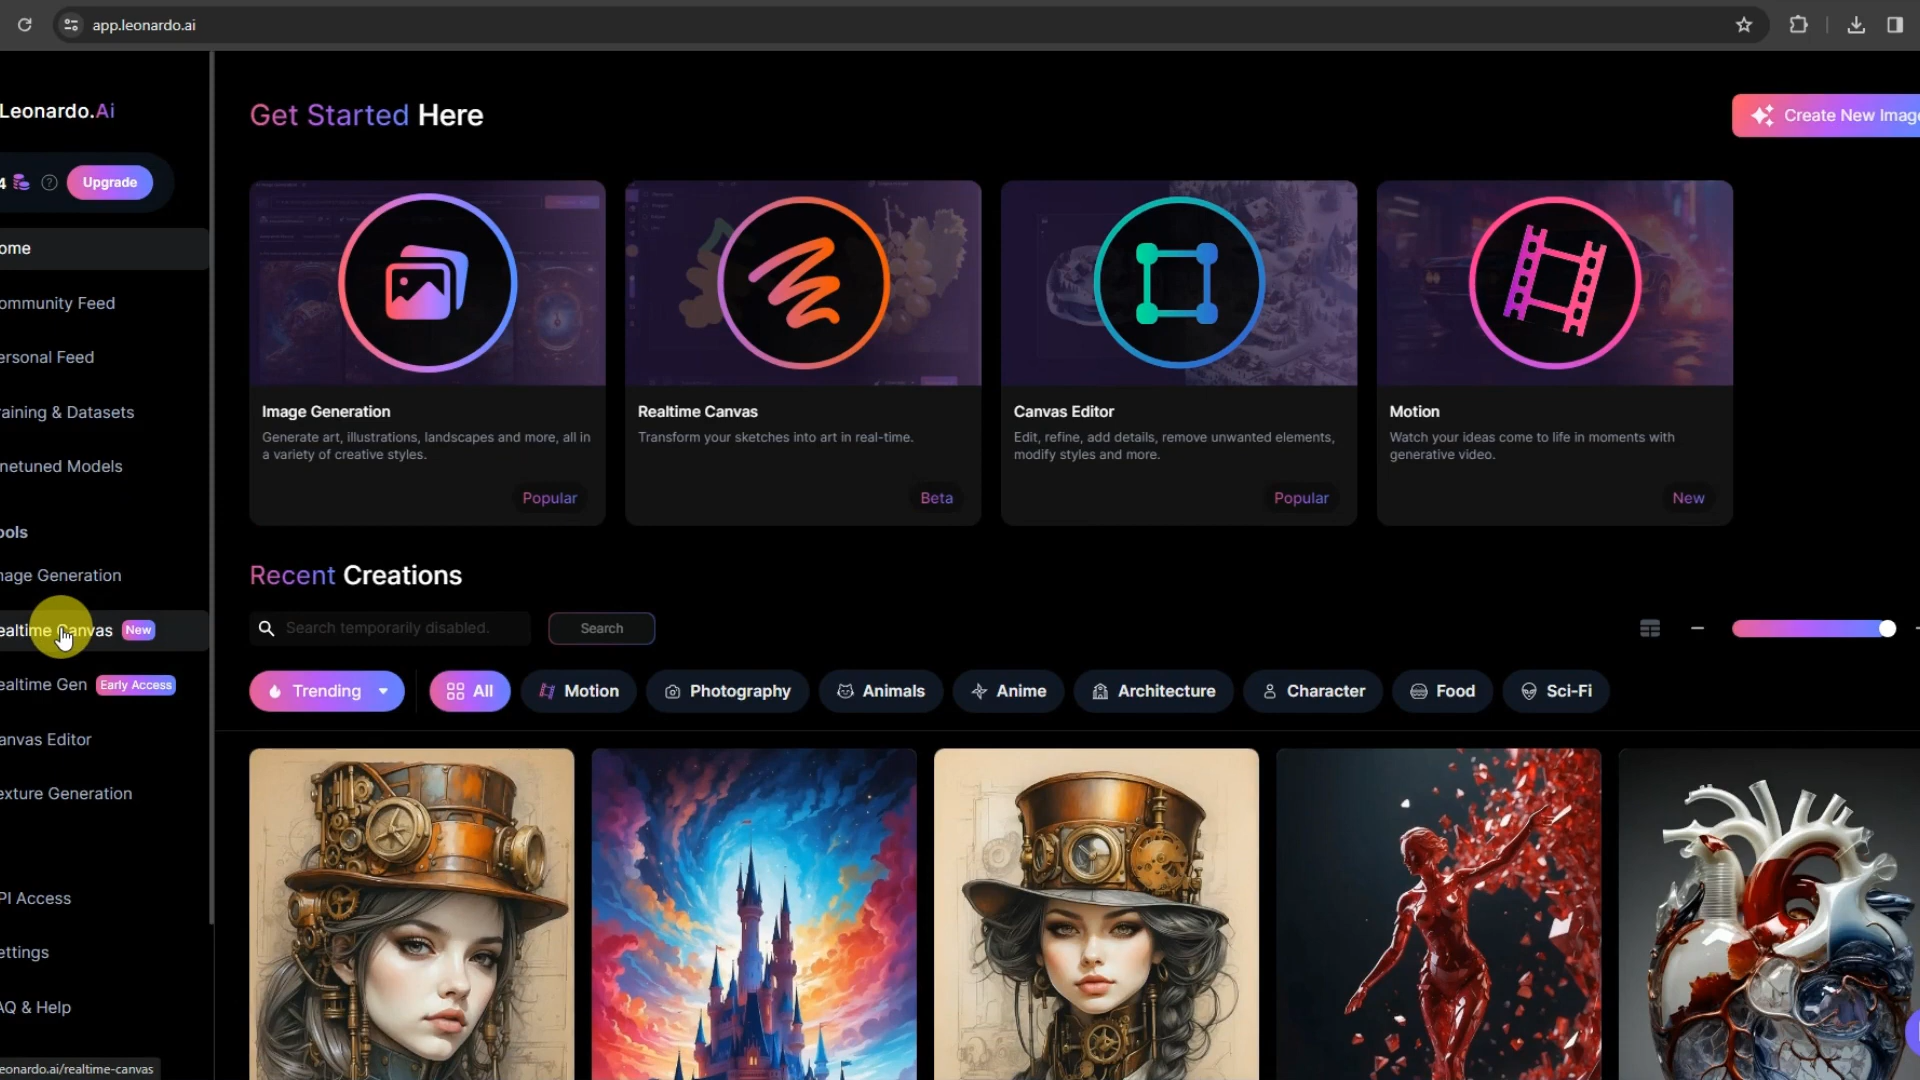 app.leonardo.ai
Leonardo.Ai
4
Upgrade
ome
ommunity Feed
ersonal Feed
raining & Datasets
netuned Models
ools
mage Generation
ealtime Canvas New
ealtime Gen Early Access
anvas Editor
exture Generation
PI Access
ettings
AQ & Help
eonardo.ai/realtime-canvas
Get Started Here
Create New Image
Image Generation
Generate art, illustrations, landscapes and more, all in
a variety of creative styles.
Popular
Realtime Canvas
Transform your sketches into art in real-time.
Beta
Canvas Editor
Edit, refine, add details, remove unwanted elements,
modify styles and more.
Popular
Motion
Watch your ideas come to life in moments with
generative video.
New
Recent Creations
Search temporarily disabled.
Search
Trending
All
Motion
Photography
Animals
Anime
Architecture
Character
Food
Sci-Fi